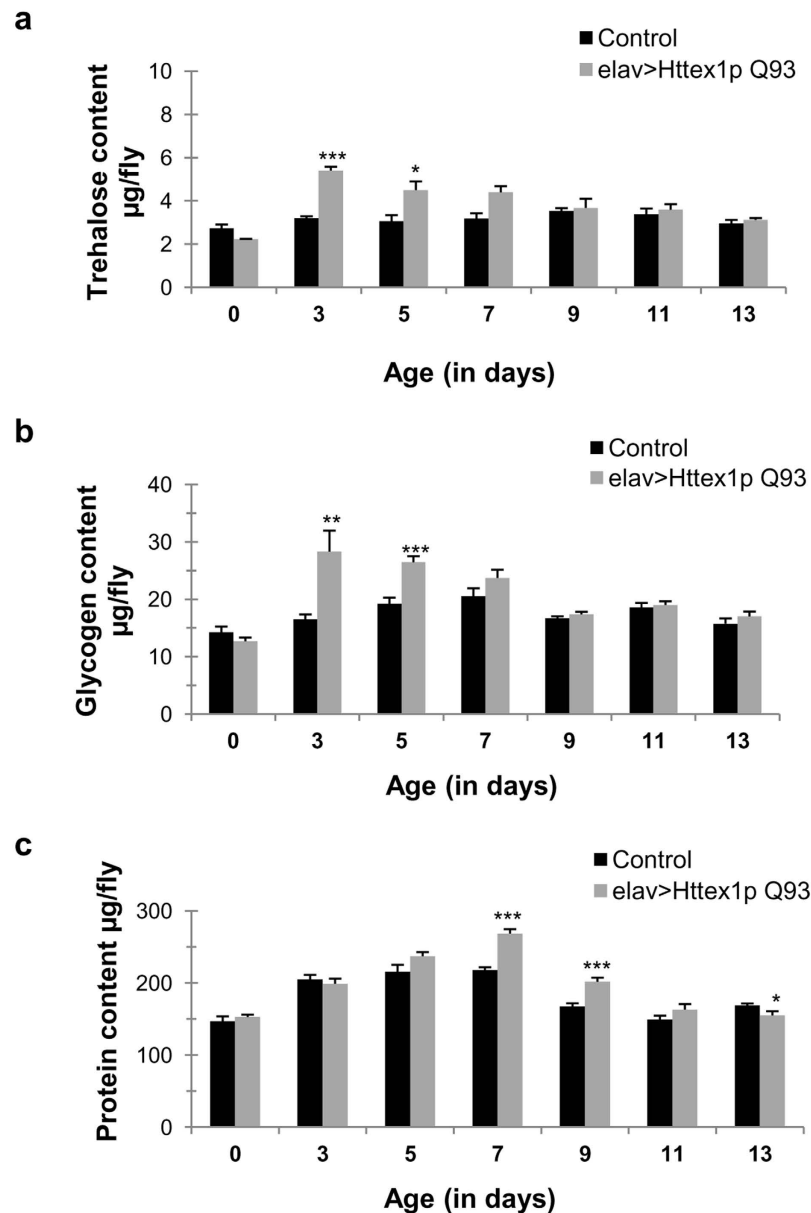 a
Control
elav>Httex1p Q93
Trehalose content
µg/fly
10
8
6
4
2
0
***
*
0 3 5 7 9 11 13
Age (in days)
b
Control
elav>Httex1p Q93
Glycogen content
µg/fly
40
30
20
10
0
**
***
0 3 5 7 9 11 13
Age (in days)
c
Control
elav>Httex1p Q93
Protein content µg/fly
300
200
100
0
***
***
*
0 3 5 7 9 11 13
Age (in days)